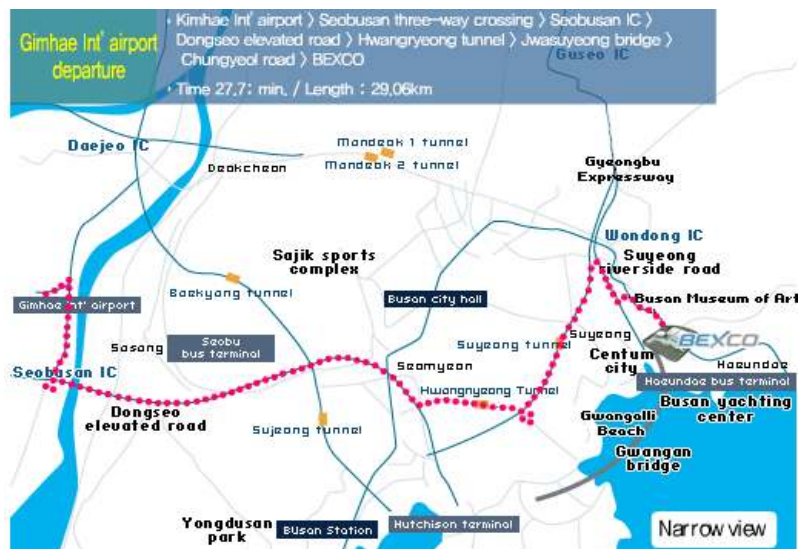 Gimhae Int' airport
departure
· Kimhae Int' airport 〉 Seobusan three-way crossing 〉 Seobusan IC 〉
Dongseo elevated road 〉 Hwangryeong tunnel 〉 Jwasuyeong bridge 〉
Chungyeol road 〉 BEXCO
· Time 27,7: min, / Length : 29,06km
Guseo IC
Daejeo IC
Mandeok 1 tunnel
Mandeok 2 tunnel
Deokcheon
Gyeongbu
Expressway
Wondong IC
Sajik sports
complex
Suyeong
riverside road
Baekyang tunnel
Busan city hall
Busan Museum of Art
Gimhae Int' airport
Sasang
Seobu
bus terminal
Suyeong tunnel
Suyeong
BEXCO
Centum
city
Seomyeon
Haeundae
Seobusan IC
Haeundae bus terminal
Hwangnyeong Tunnel
Busan yachting
center
Dongseo
elevated road
Sujeong tunnel
Gwangalli
Beach
Gwangan
bridge
Yongdusan
park
BUsan Station
Hutchison terminal
Narrow view